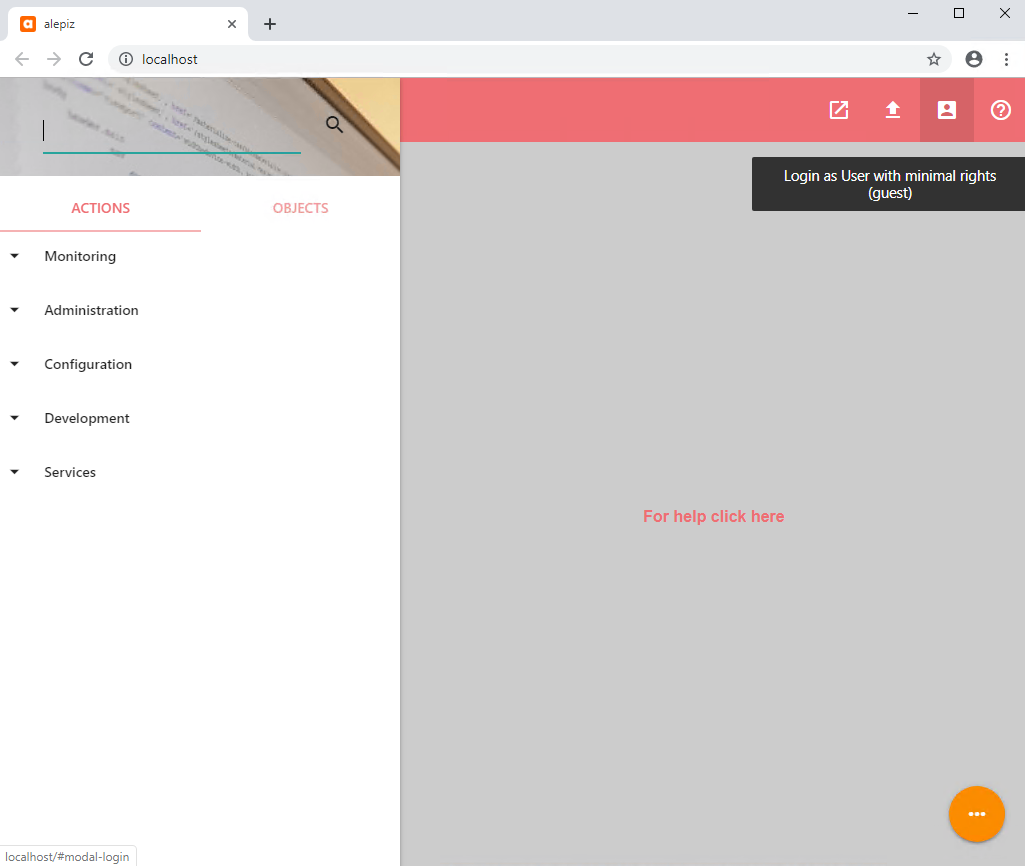 alepiz
localhost
Login as User with minimal rights
(guest)
ACTIONS
OBJECTS
Monitoring
Administration
Configuration
Development
Services
For help click here
localhost/#modal-login